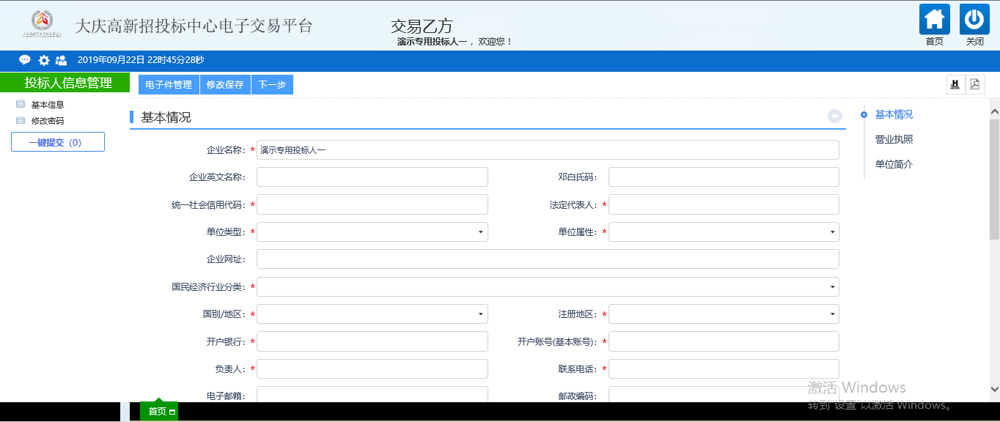 大庆高新招投标中心电子交易平台
交易乙方
演示专用投标人一 ，欢迎您！
首页
关闭
2019年09月22日 22时45分28秒
投标人信息管理
基本信息
修改密码
一键提交（0）
电子件管理
修改保存
下一步
基本情况
企业名称：* 演示专用投标人一
企业英文名称：
邓白氏码：
统一社会信用代码：*
法定代表人：*
单位类型：*
单位属性：*
企业网址：
国民经济行业分类：*
国别/地区：*
注册地区：*
开户银行：*
开户账号(基本账号)：*
负责人：*
联系电话：*
电子邮箱：
邮政编码：
基本情况
营业执照
单位简介
激活 Windows
转到"设置"以激活 Windows。
首页